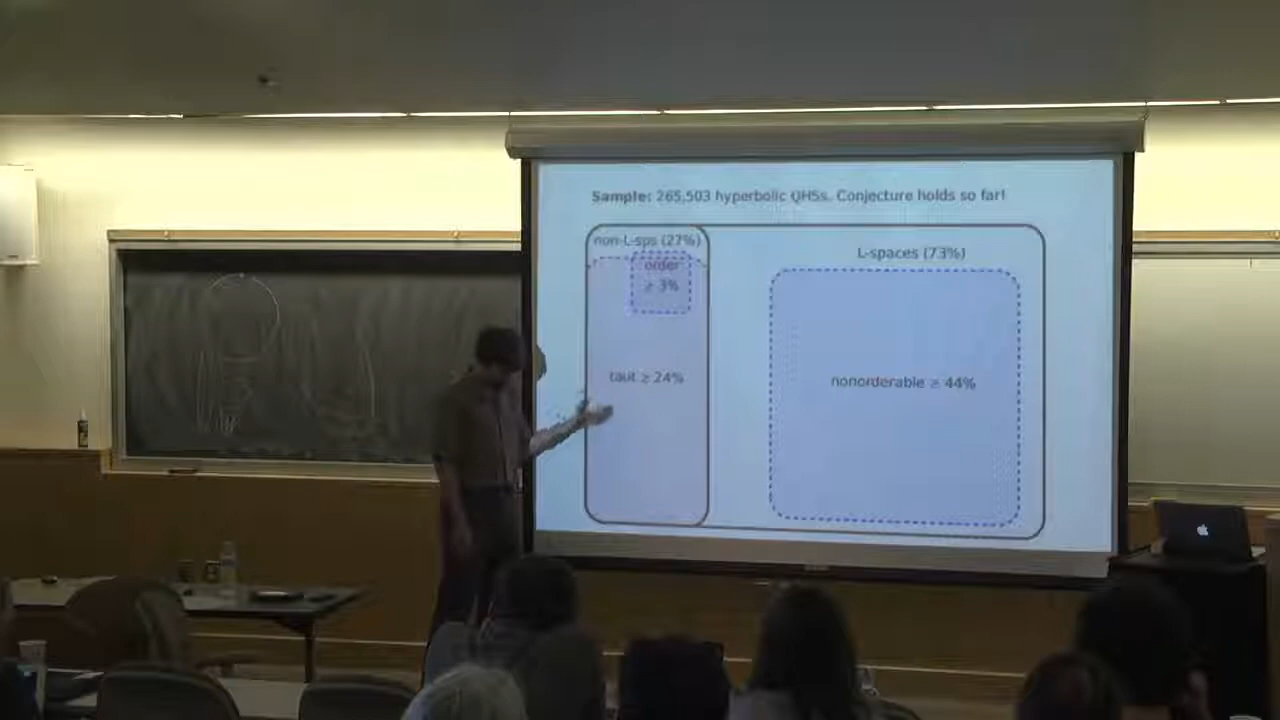 Sample: 265,503 hyperbolic QHSs. Conjecture holds so far!
non-L-sps (27%)
order
≥ 3%
taut ≥ 24%
L-spaces (73%)
nonorderable ≥ 44%